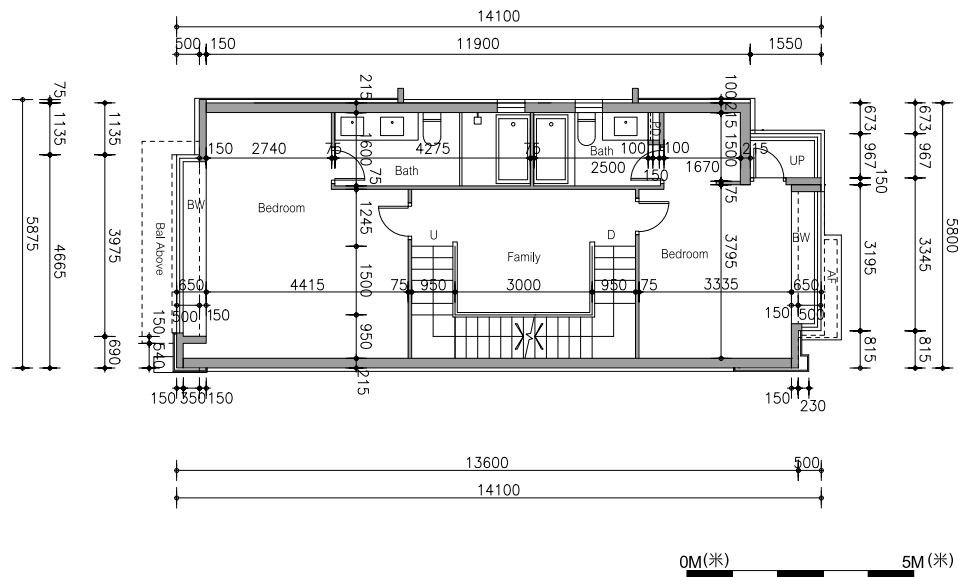 14100
500 150 11900 1550
75
1135
1135
215
100
215
673
967
673
967
150 2740 75 4275 75 100 100 1670 215
1600
75
Bath
Bath
2500
150
PD
1500
75
UP
150
BW
Bedroom
1245
U
D
Family
Bedroom
3795
BW
3195
3345
5800
5875
4665
3975
Bal Above
AF
650 4415 75 950 3000 950 75 3335 650
1500
500 150
150 500
950
150
540
690
215
815
815
150 350 150
150 230
13600 500
14100
0M(米) 5M(米)